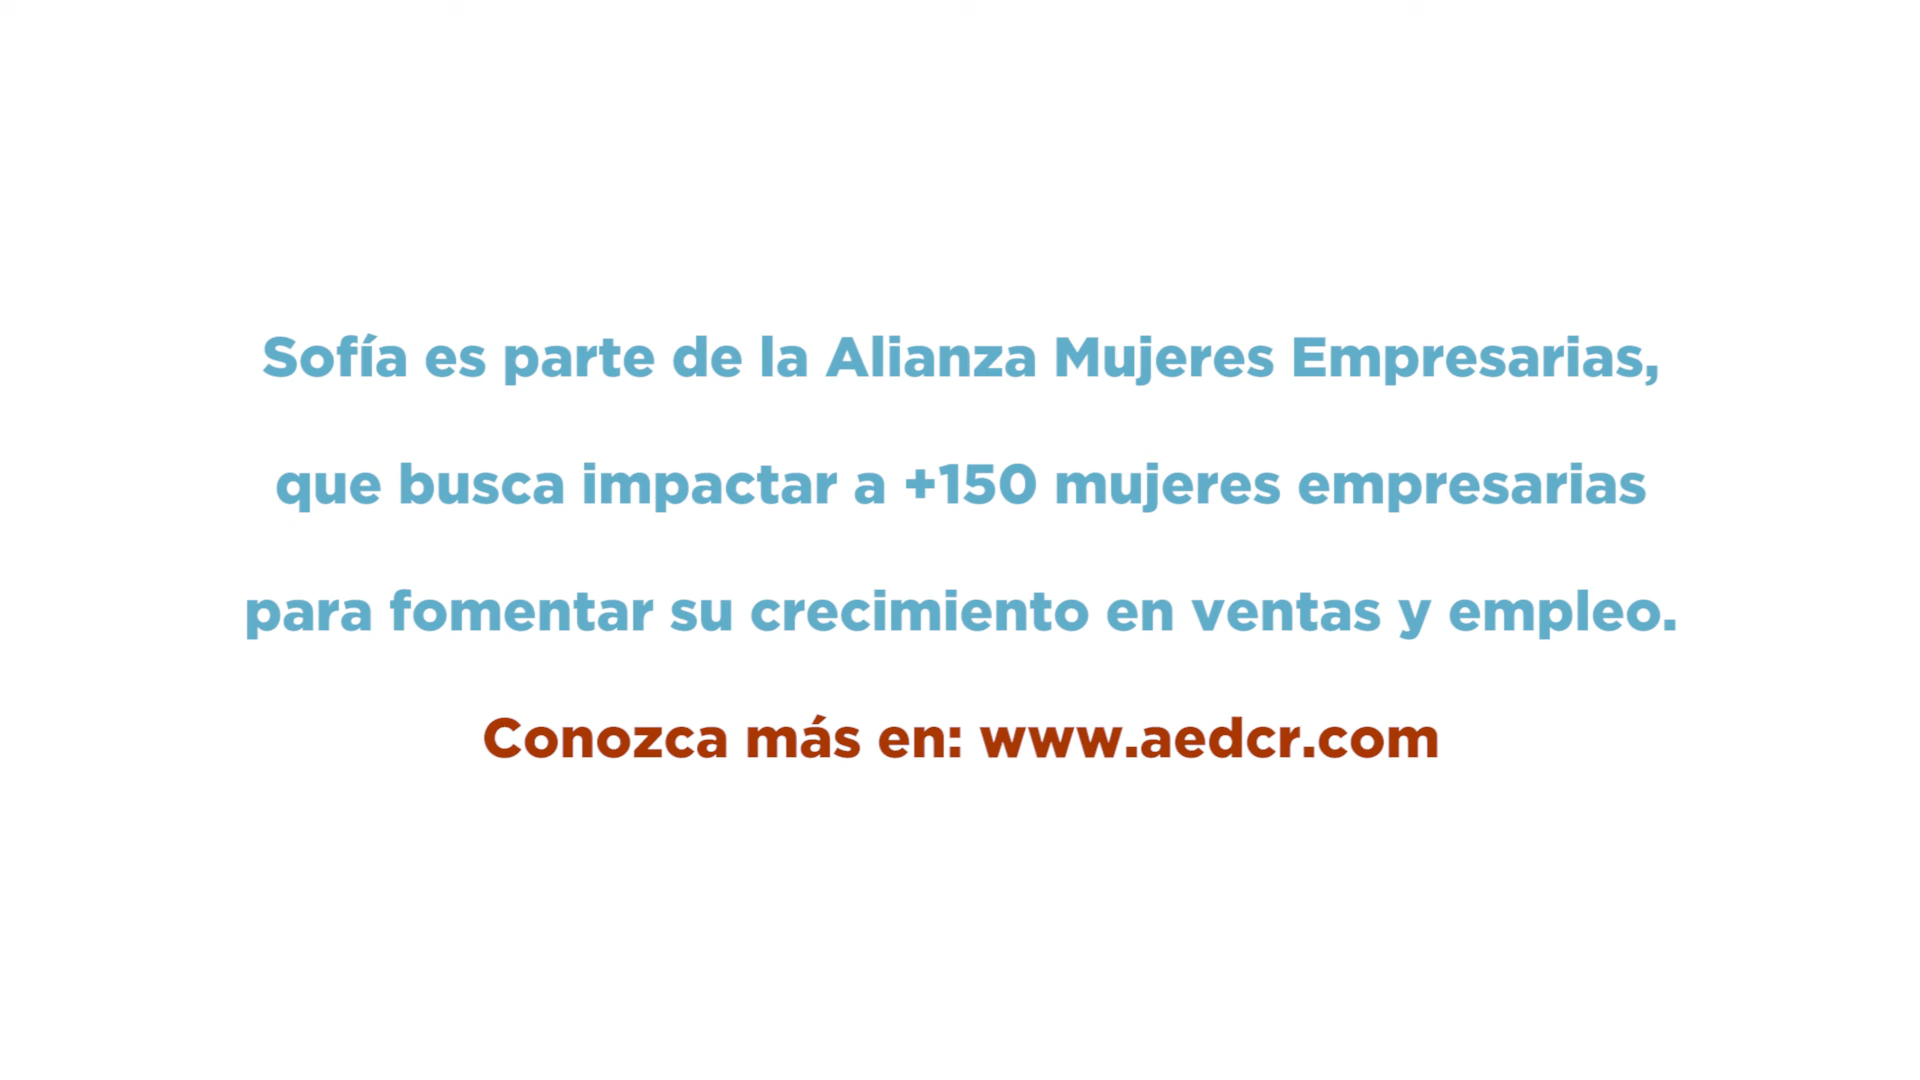 Sofía es parte de la Alianza Mujeres Empresarias,
que busca impactar a +150 mujeres empresarias
para fomentar su crecimiento en ventas y empleo.
Conozca más en: www.aedcr.com